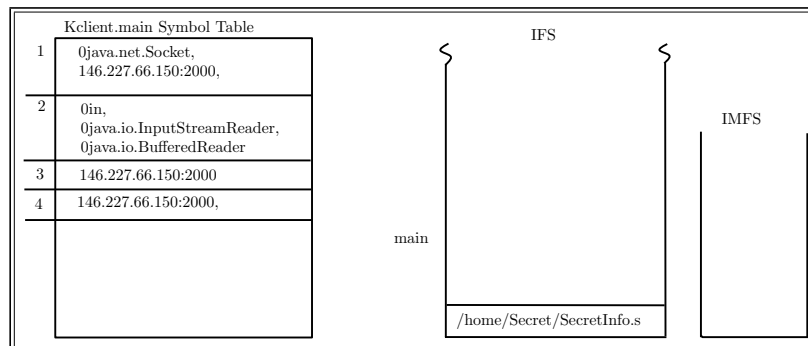 Kclient.main Symbol Table
1
0java.net.Socket,
146.227.66.150:2000,
2
0in,
0java.io.InputStreamReader,
0java.io.BufferedReader
3
146.227.66.150:2000
4
146.227.66.150:2000,
IFS
main
/home/Secret/SecretInfo.s
IMFS